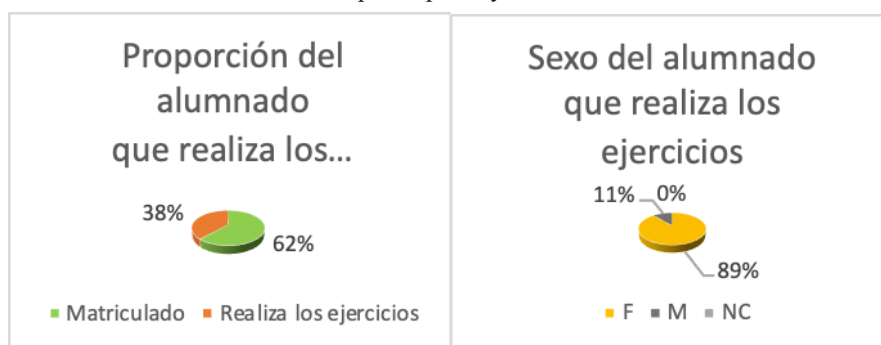 Proporción del
alumnado
que realiza los...
38%
62%
Matriculado Realiza los ejercicios
Sexo del alumnado
que realiza los
ejercicios
11% 0%
89%
F M NC